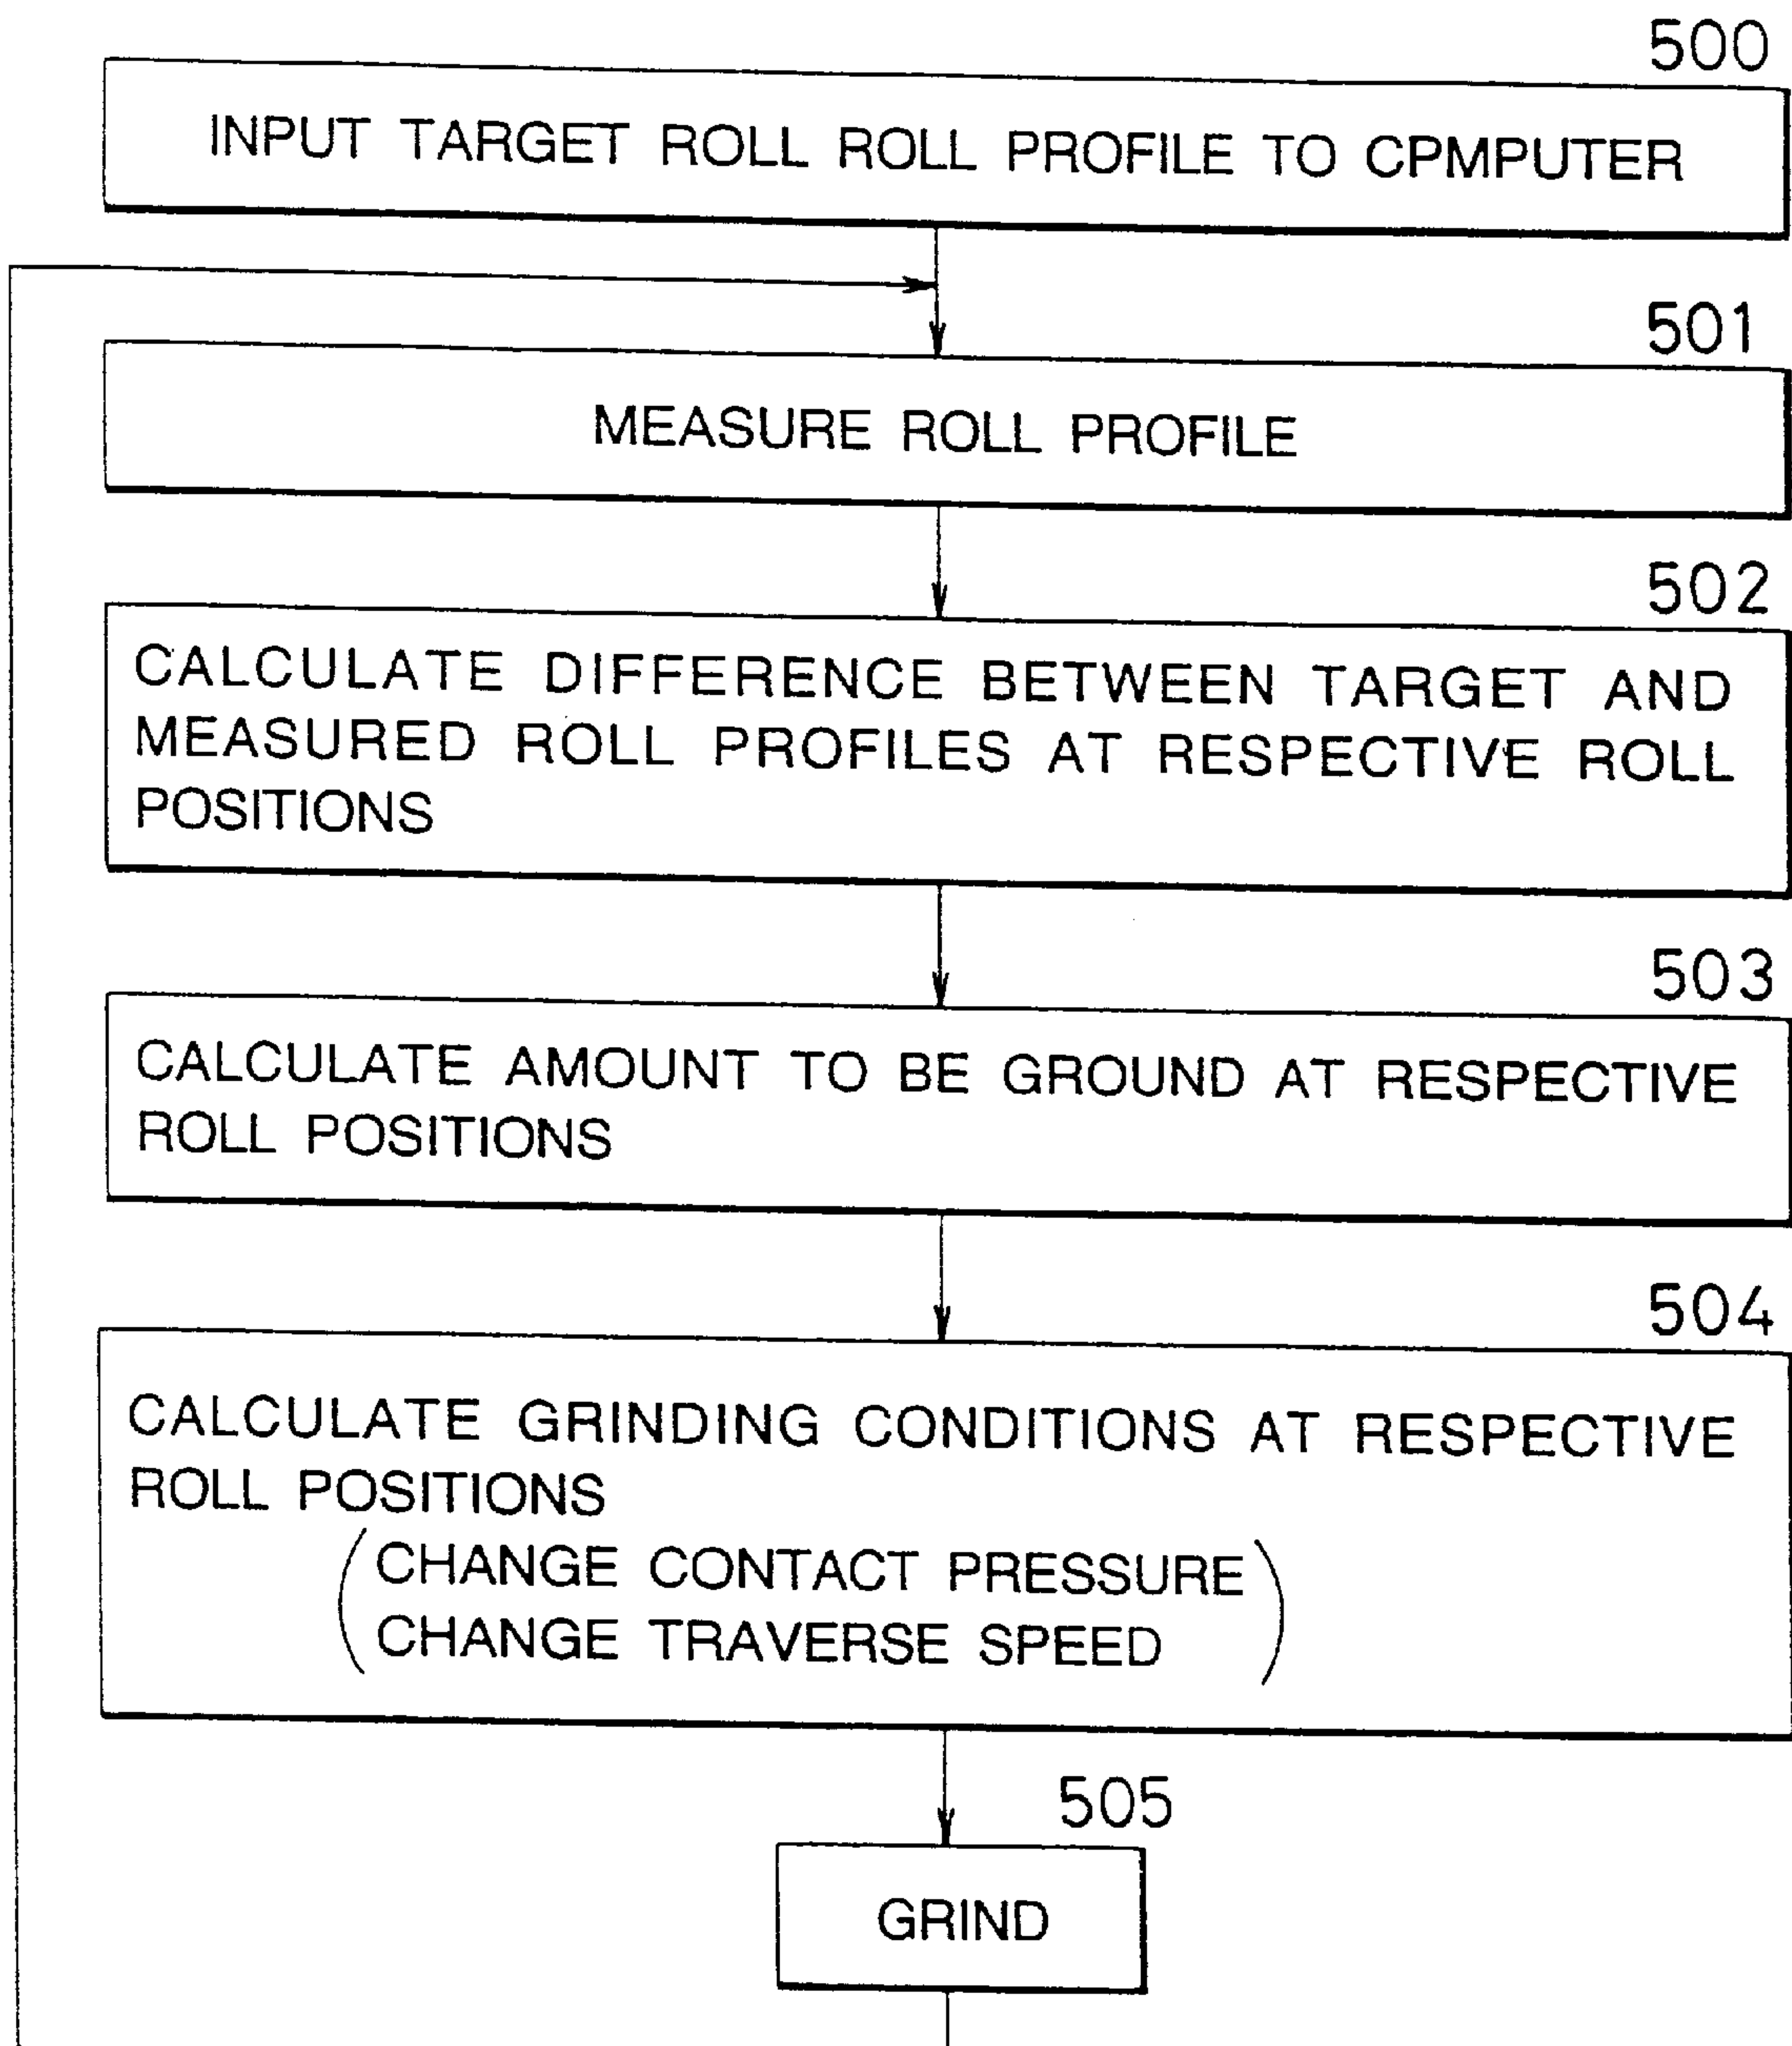 500
INPUT TARGET ROLL ROLL PROFILE TO CPMPUTER
501
MEASURE ROLL PROFILE
502
CALCULATE DIFFERENCE BETWEEN TARGET AND
MEASURED ROLL PROFILES AT RESPECTIVE ROLL
POSITIONS
503
CALCULATE AMOUNT TO BE GROUND AT RESPECTIVE
ROLL POSITIONS
504
CALCULATE GRINDING CONDITIONS AT RESPECTIVE
ROLL POSITIONS
(CHANGE CONTACT PRESSURE
CHANGE TRAVERSE SPEED)
505
GRIND